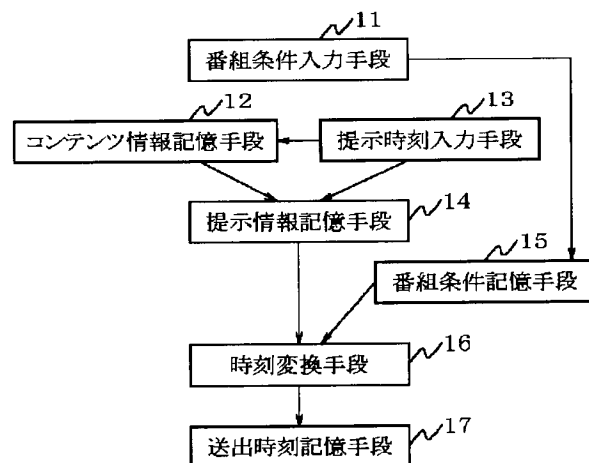 11
番組条件入力手段
12
コンテンツ情報記憶手段
13
提示時刻入力手段
14
提示情報記憶手段
15
番組条件記憶手段
16
時刻変換手段
17
送出時刻記憶手段